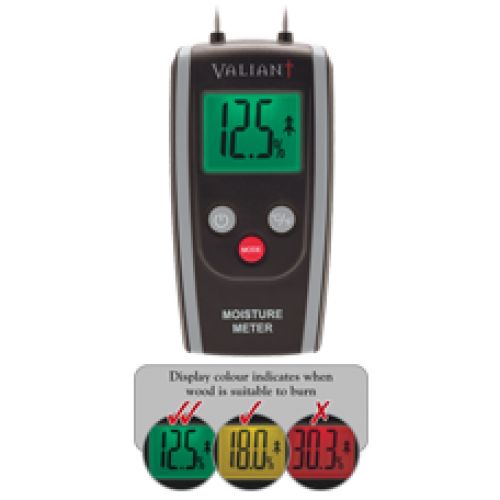 VALIANT
12.5%
°C/°F
MODE
MOISTURE
METER
Display colour indicates when
wood is suitable to burn
12.5% 18.0% 30.3%